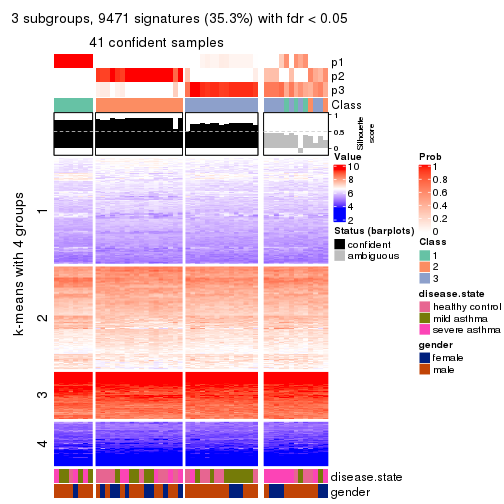 3 subgroups, 9471 signatures (35.3%) with fdr < 0.05
41 confident samples
p1
p2
p3
Class
1
0.5
0
Silhouette
score
k-means with 4 groups
1
2
3
4
disease.state
gender
Value
10
8
6
4
2
Status (barplots)
confident
ambiguous
Prob
1
0.8
0.6
0.4
0.2
0
Class
1
2
3
disease.state
healthy control
mild asthma
severe asthma
gender
female
male